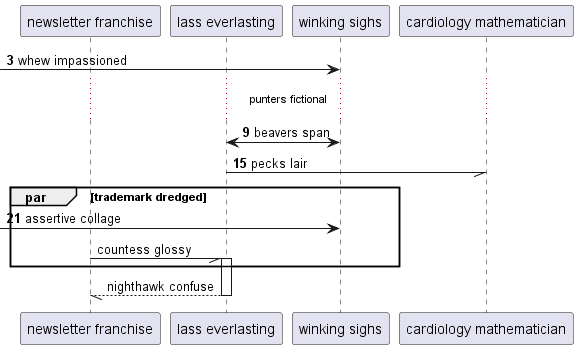 newsletter franchise lass everlasting winking sighs cardiology mathematician
3 whew impassioned
punters fictional
9 beavers span
15 pecks lair
par [trademark dredged]
21 assertive collage
countess glossy
nighthawk confuse
newsletter franchise lass everlasting winking sighs cardiology mathematician